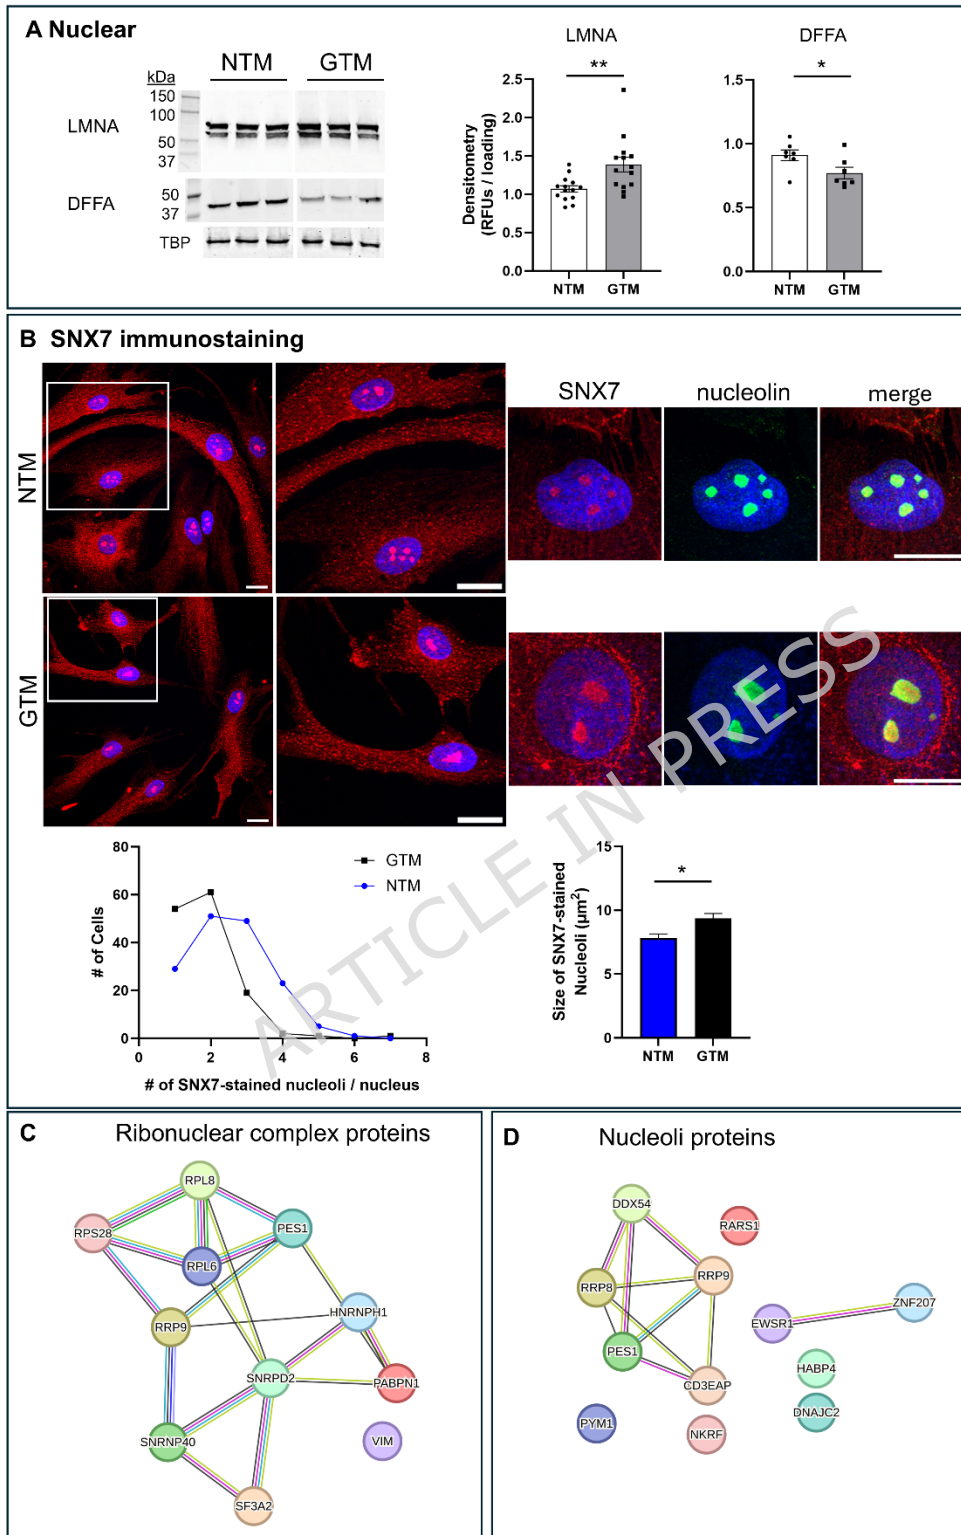 A Nuclear
NTM GTM
kDa
150
100
50
37
LMNA
50
37
DFFA
TBP
LMNA
**
Densitometry
(RFUs / loading)
2.5
2.0
1.5
1.0
0.5
0.0
NTM GTM
DFFA
*
1.5
1.0
0.5
0.0
NTM GTM
B SNX7 immunostaining
NTM
GTM
SNX7 nucleolin merge
80
60
40
20
0
# of Cells
GTM
NTM
0 2 4 6 8
# of SNX7-stained nucleoli / nucleus
15
10
5
0
Size of SNX7-stained
Nucleoli (µm²)
*
NTM GTM
ARTICLE IN PRESS
C Ribonuclear complex proteins
RPL8
RPS28
PES1
RPL6
HNRNPH1
RRP9
SNRPD2
PABPN1
SNRNP40
VIM
SF3A2
D Nucleoli proteins
DDX54
RARS1
RRP9
RRP8
ZNF207
EWSR1
PES1
HABP4
CD3EAP
DNAJC2
PYM1
NKRF